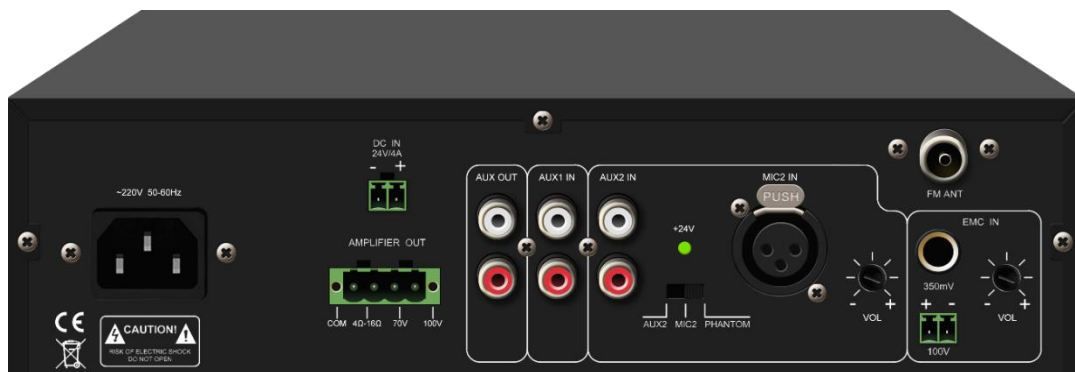 ~220V 50-60Hz
CE
CAUTION!
RISK OF ELECTRIC SHOCK
DO NOT OPEN.
DC IN
24V/4A
- +
AMPLIFIER OUT
COM 4Ω-16Ω 70V 100V
AUX OUT
AUX1 IN
AUX2 IN
+24V
AUX2 MIC2 PHANTOM
MIC2 IN
PUSH
- +
VOL
FM ANT
EMC IN
350mV
+ -
100V
- +
VOL